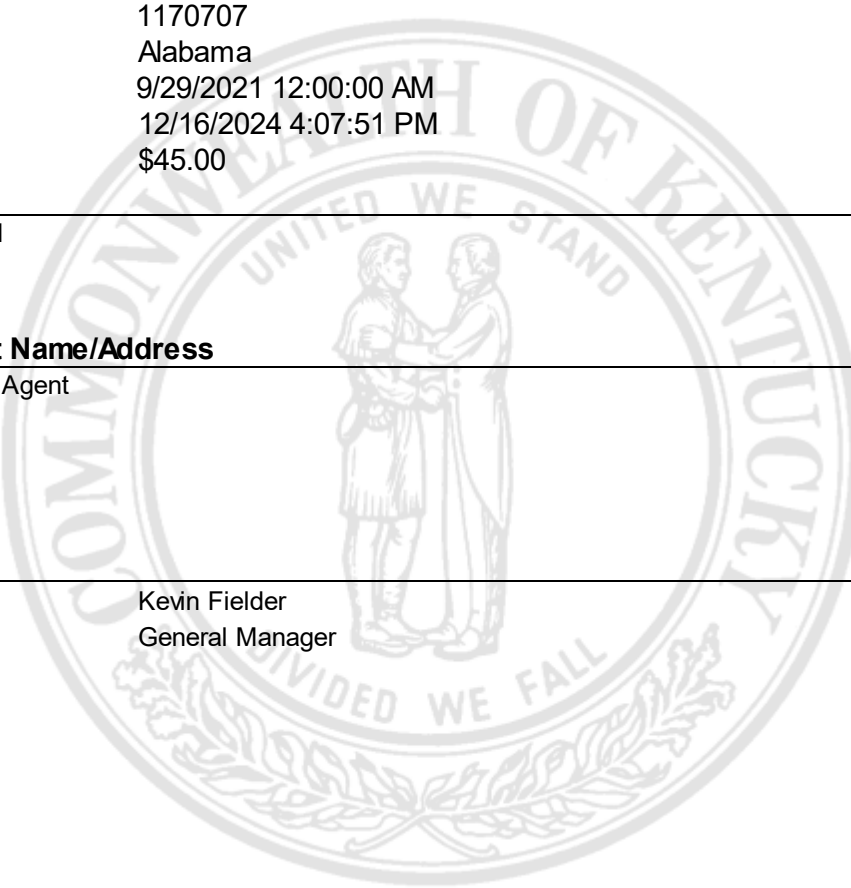 1170707
Alabama
9/29/2021 12:00:00 AM
12/16/2024 4:07:51 PM
$45.00
Name/Address
Agent
Kevin Fielder
General Manager
COMMONWEALTH OF KENTUCKY
UNITED WE STAND
DIVIDED WE FALL